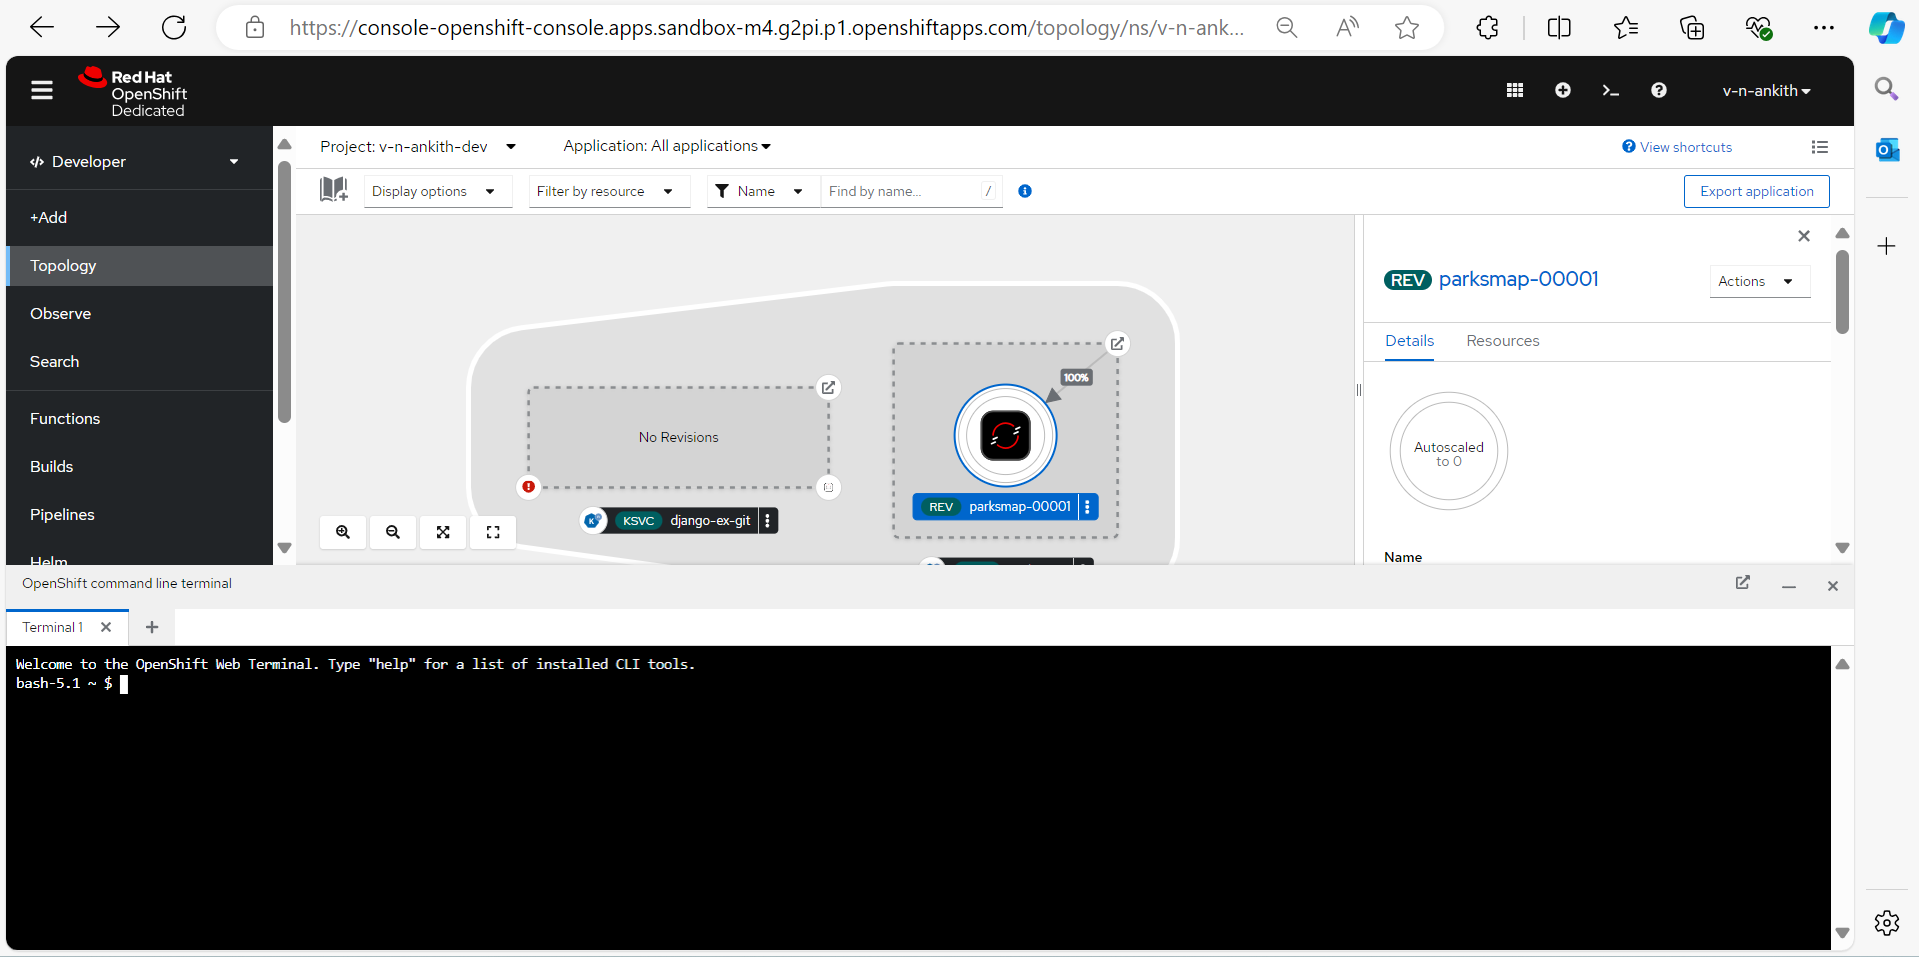 https://console-openshift-console.apps.sandbox-m4.g2pi.p1.openshiftapps.com/topology/ns/v-n-ank...
Red Hat
OpenShift
Dedicated
v-n-ankith
Developer
+Add
Topology
Observe
Search
Functions
Builds
Pipelines
Helm
Project: v-n-ankith-dev
Application: All applications
View shortcuts
Display options
Filter by resource
Name
Find by name...
/
Export application
No Revisions
KSVC django-ex-git
100%
REV parksmap-00001
REV parksmap-00001
Actions
Details
Resources
Autoscaled
to 0
Name
OpenShift command line terminal
Terminal 1
Welcome to the OpenShift Web Terminal. Type "help" for a list of installed CLI tools.
bash-5.1 ~ $